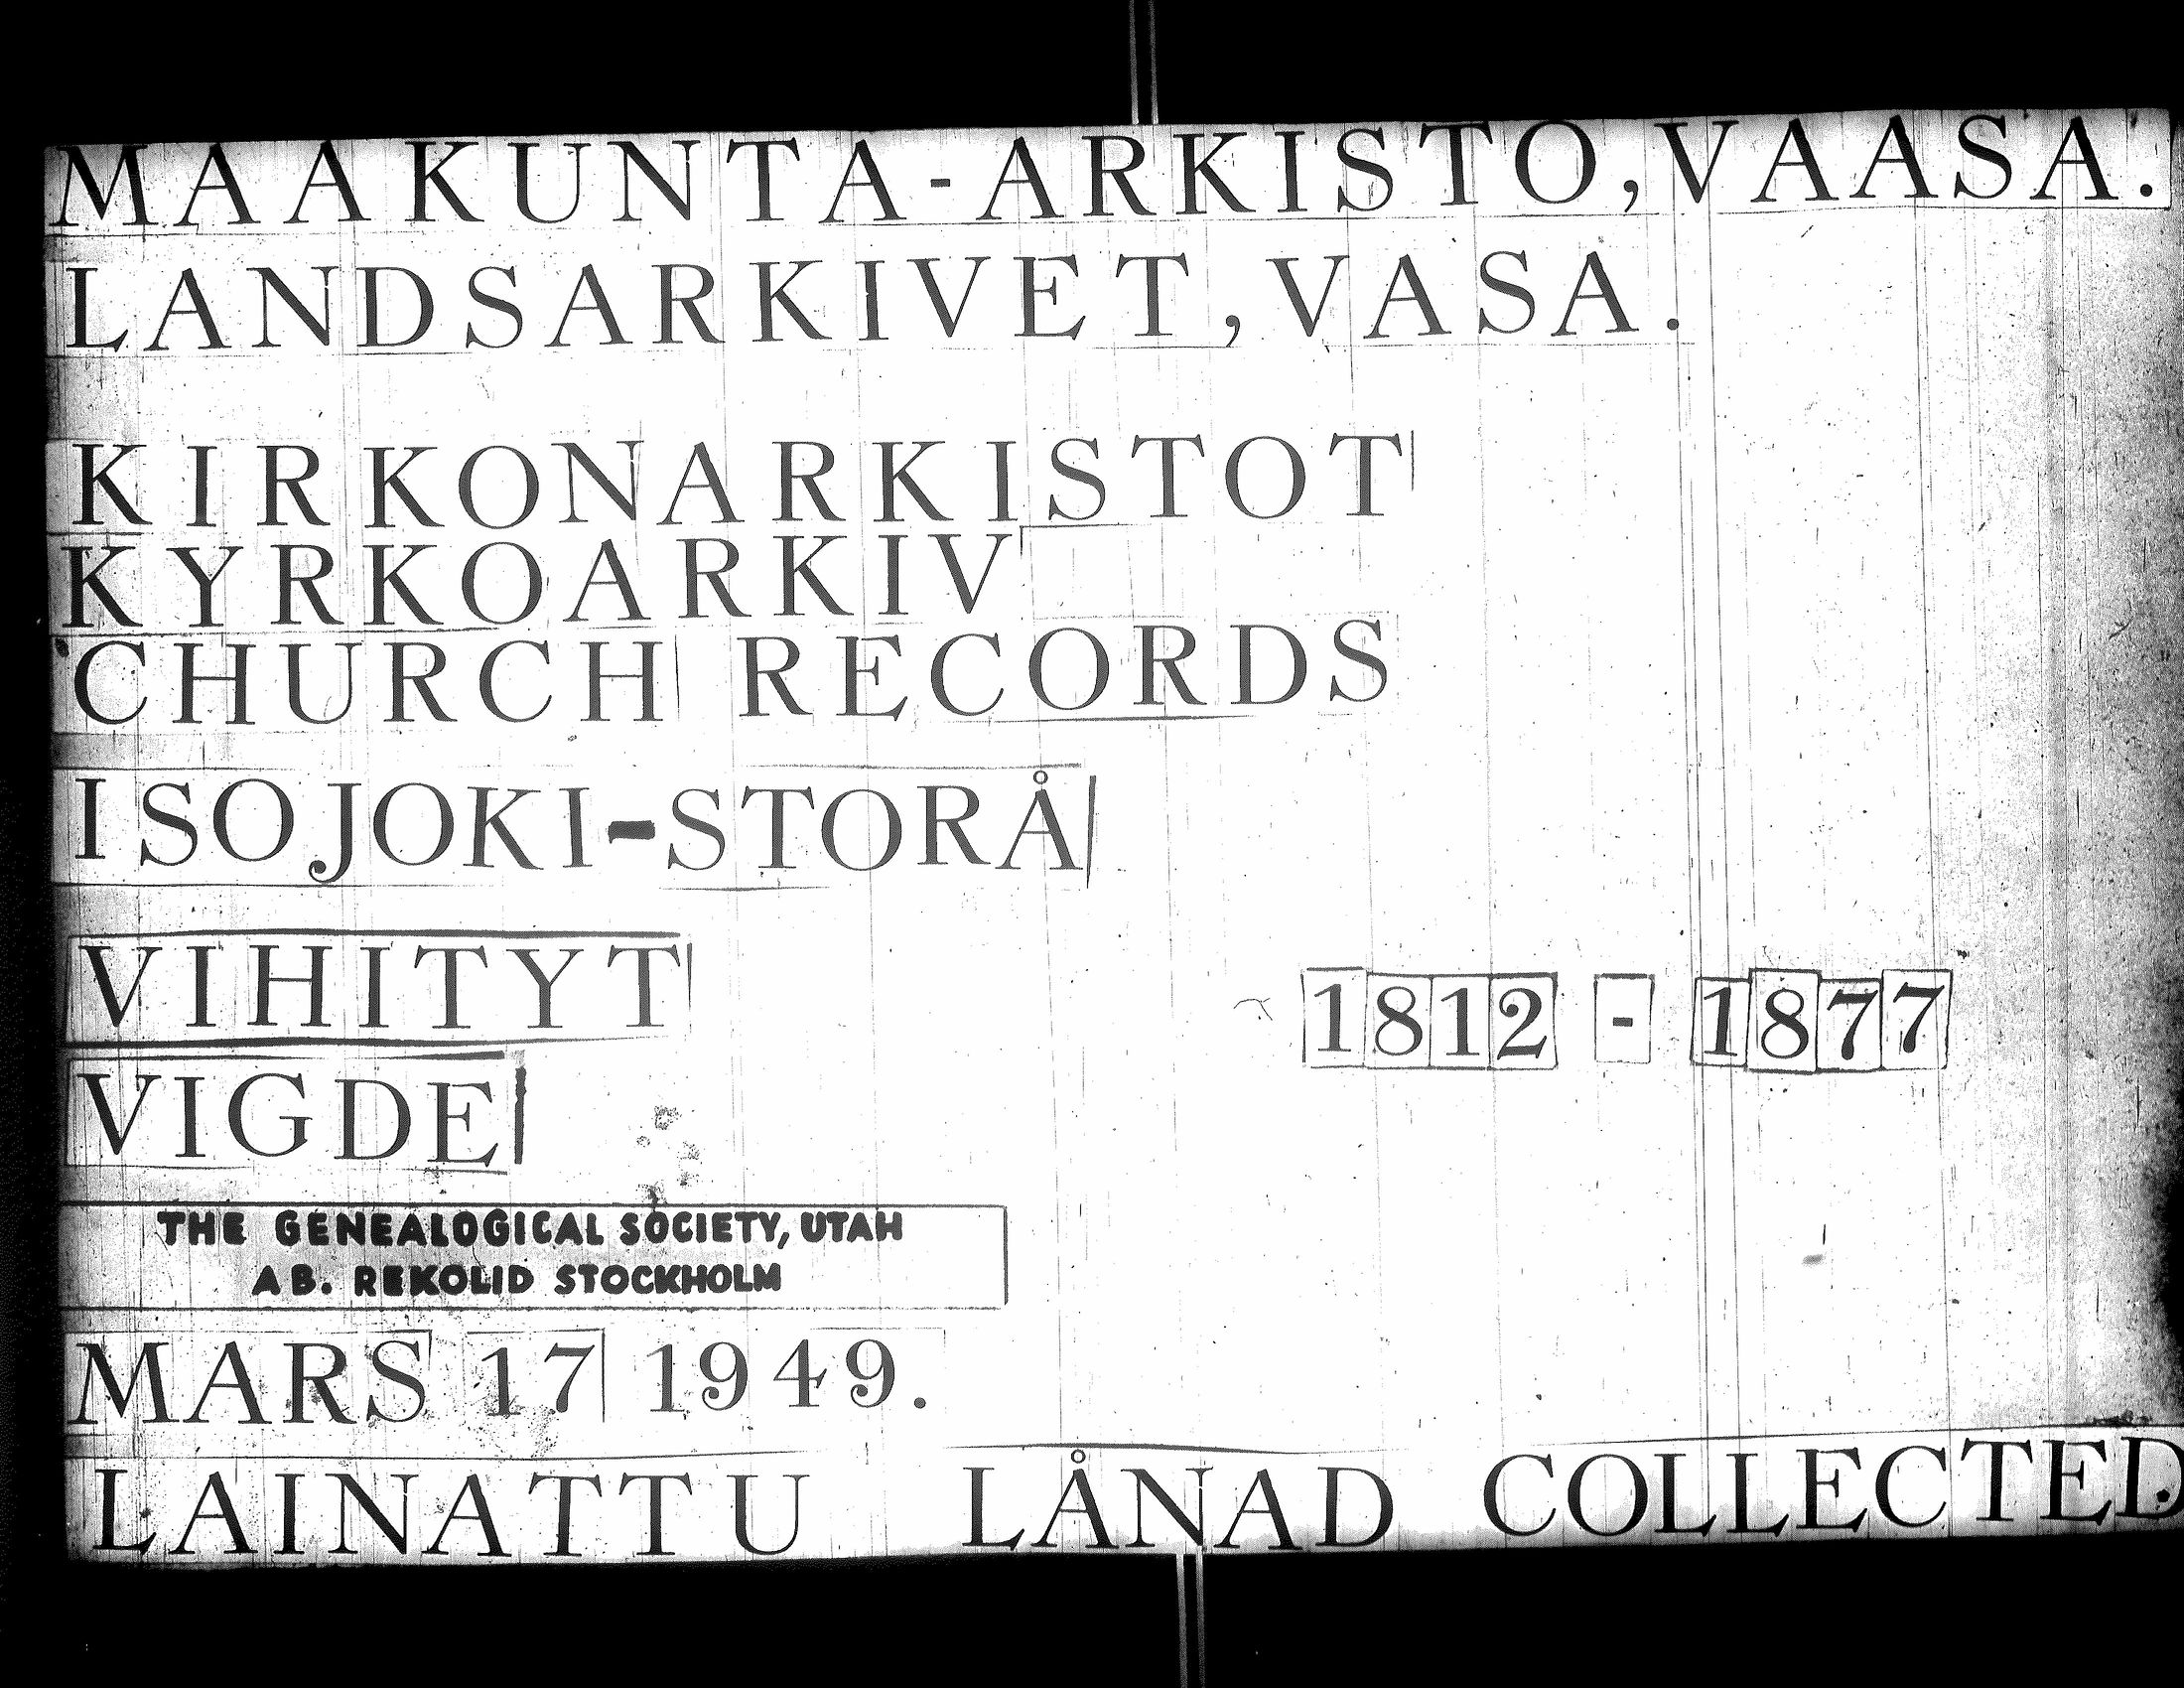 MAAKUNTA-ARKISTO, VAASA.
LANDSARKIVET, VASA.
KIRKONARKISTOT
KYRKOARKIV
CHURCH RECORDS
ISOJOKI-STORÅ
VIHITYT 1812 - 1877
VIGDE
THE GENEALOGICAL SOCIETY, UTAH
AB. REKOLID STOCKHOLM
MARS 17 1949.
LAINATTU LÅNAD COLLECTED.